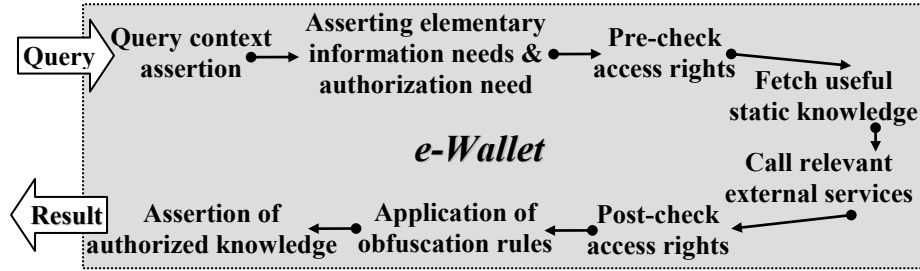 Query
Query context
assertion
Asserting elementary
information needs &
authorization need
Pre-check
access rights
Fetch useful
static knowledge
e-Wallet
Call relevant
external services
Post-check
access rights
Application of
obfuscation rules
Assertion of
authorized knowledge
Result